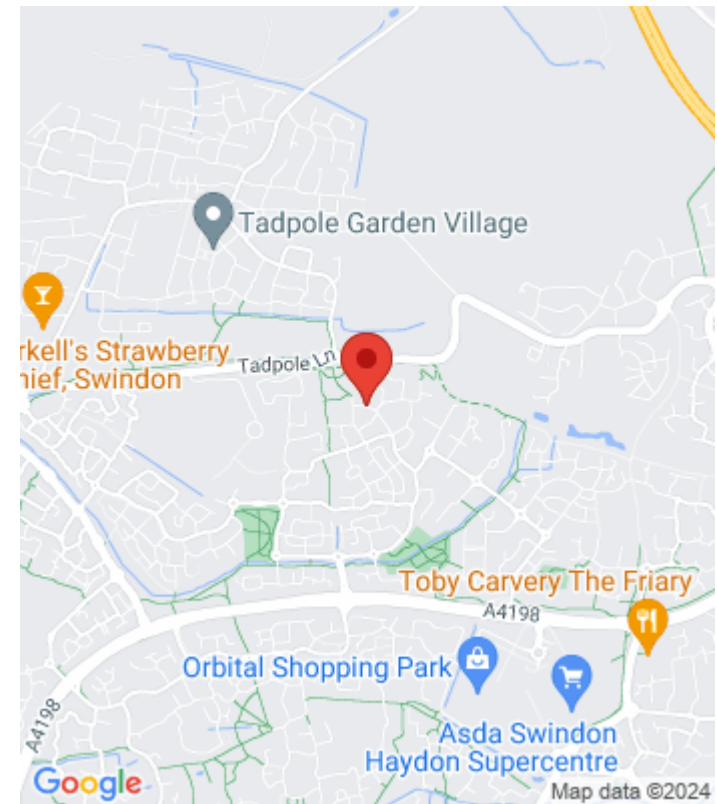 Tadpole Garden Village
rkell's Strawberry
hief, Swindon
Tadpole Ln
Toby Carvery The Friary
A4198
Orbital Shopping Park
A4198
Asda Swindon
Haydon Supercentre
Google
Map data ©2024